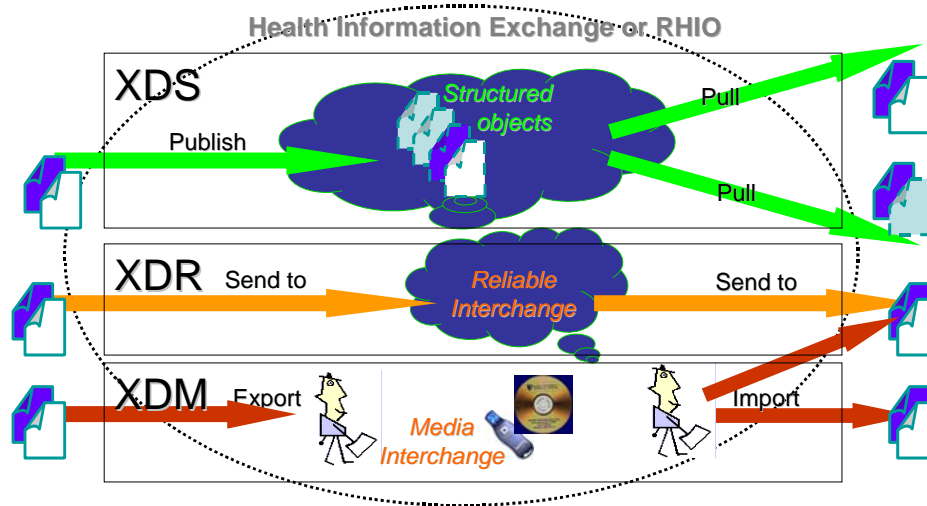 Health Information Exchange or RHIO
XDS
Structured
objects
Publish
Pull
Pull
XDR
Send to
Reliable
Interchange
Send to
XDM
Export
Media
Interchange
Import